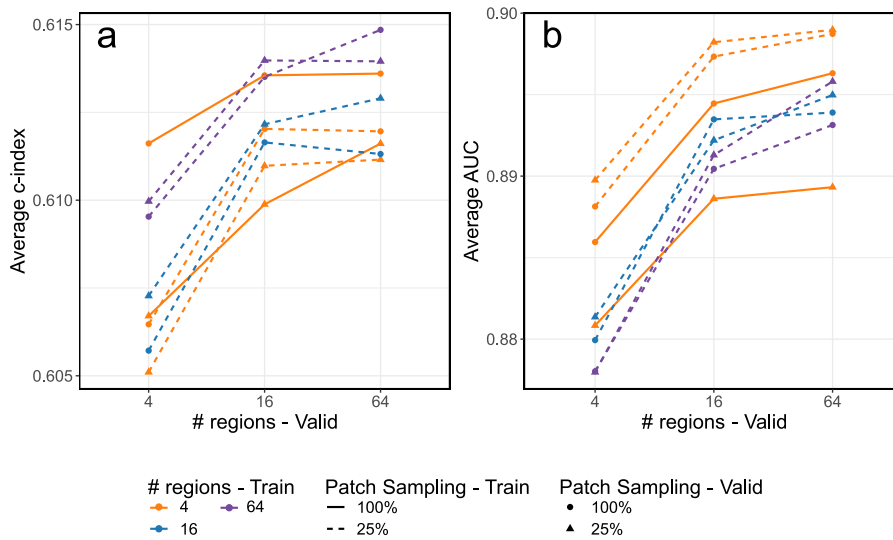 a
b
0.615
0.610
0.605
Average c-index
4 16 64
# regions - Valid
0.90
0.89
0.88
Average AUC
4 16 64
# regions - Valid
# regions - Train
4 64
16
Patch Sampling - Train
100%
25%
Patch Sampling - Valid
100%
25%